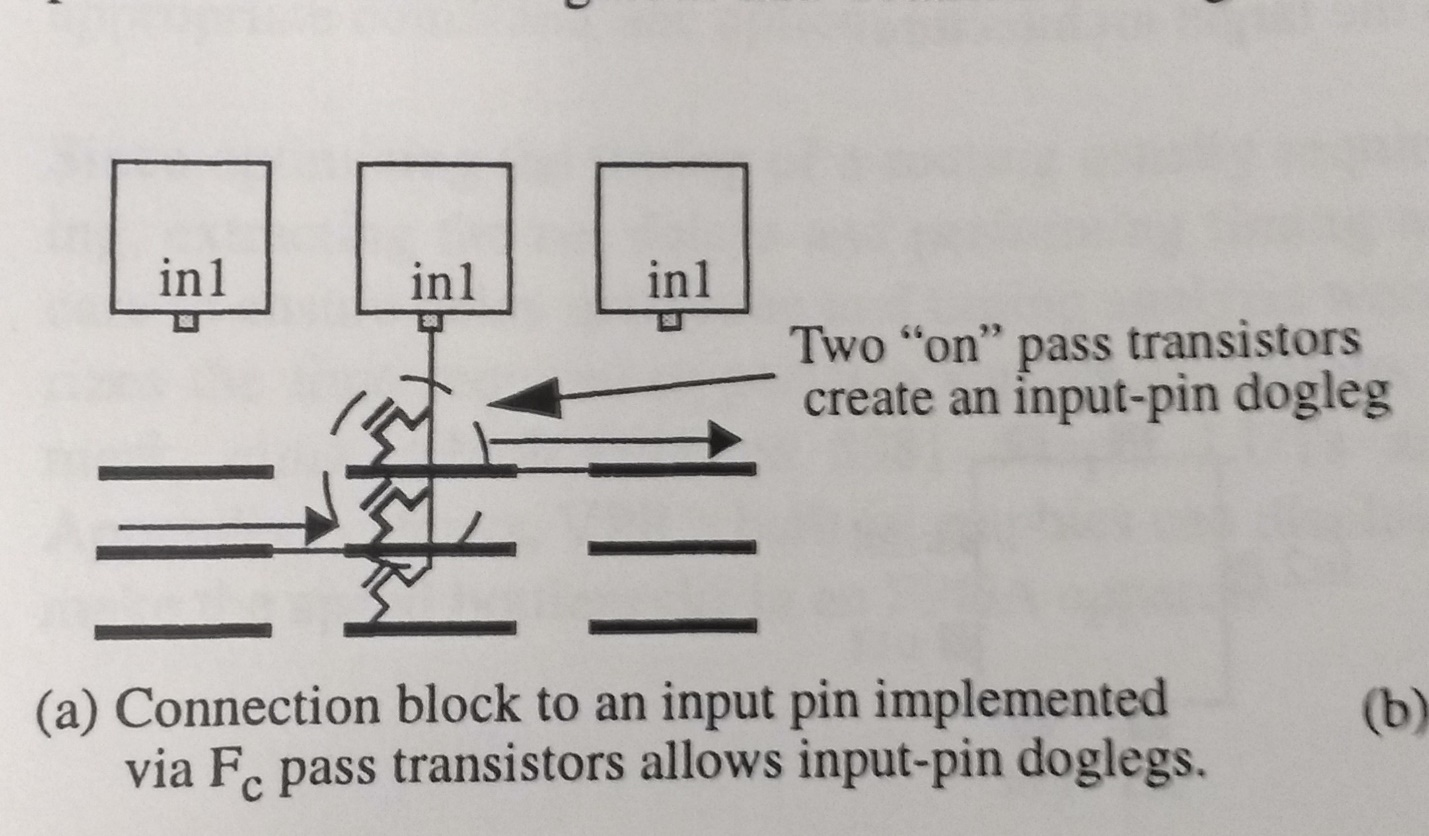 in1
in1
in1
Two “on” pass transistors
create an input-pin dogleg
(a) Connection block to an input pin implemented
via Fc pass transistors allows input-pin doglegs.
(b)